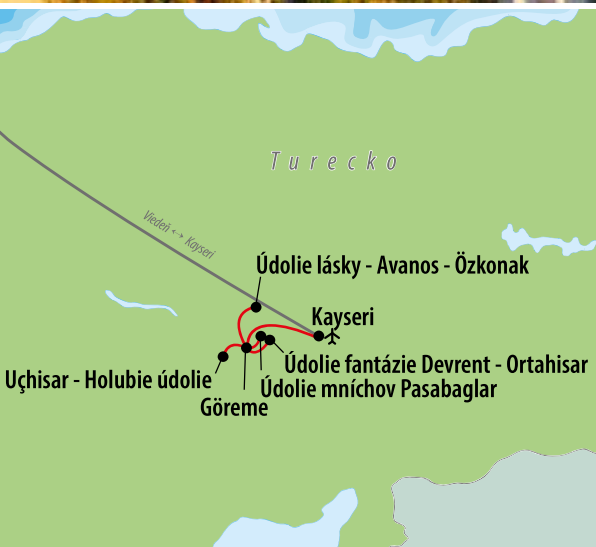 Turecko
Viedeň <-> Kayseri
Údolie lásky - Avanos - Özkonak
Kayseri
Údolie fantázie Devrent - Ortahisar
Uçhisar - Holubie údolie
Údolie mníchov Pasabaglar
Göreme